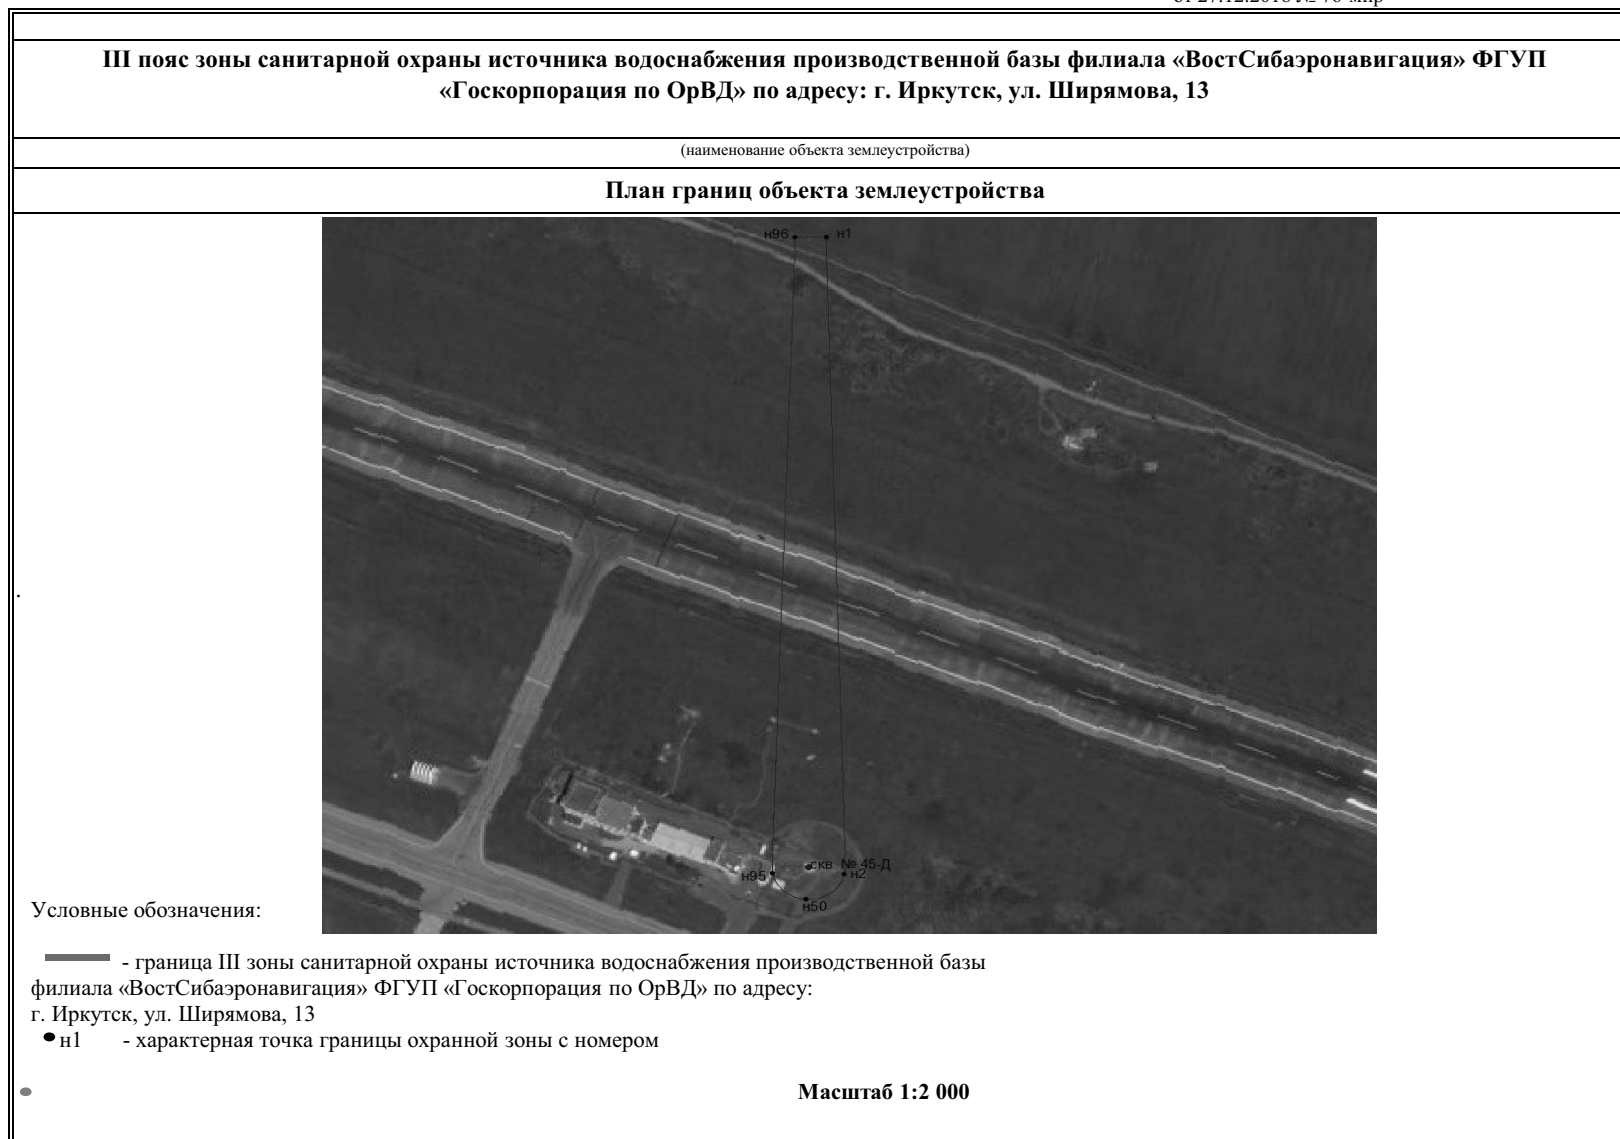 III пояс зоны санитарной охраны источника водоснабжения производственной базы филиала «ВостСибаэронавигация» ФГУП
«Госкорпорация по ОрВД» по адресу: г. Иркутск, ул. Ширямова, 13
(наименование объекта землеустройства)
План границ объекта землеустройства
н96 н1
скв № 45-Д
н95 н2
н50
Условные обозначения:
- граница III зоны санитарной охраны источника водоснабжения производственной базы
филиала «ВостСибаэронавигация» ФГУП «Госкорпорация по ОрВД» по адресу:
г. Иркутск, ул. Ширямова, 13
н1 - характерная точка границы охранной зоны с номером
Масштаб 1:2 000